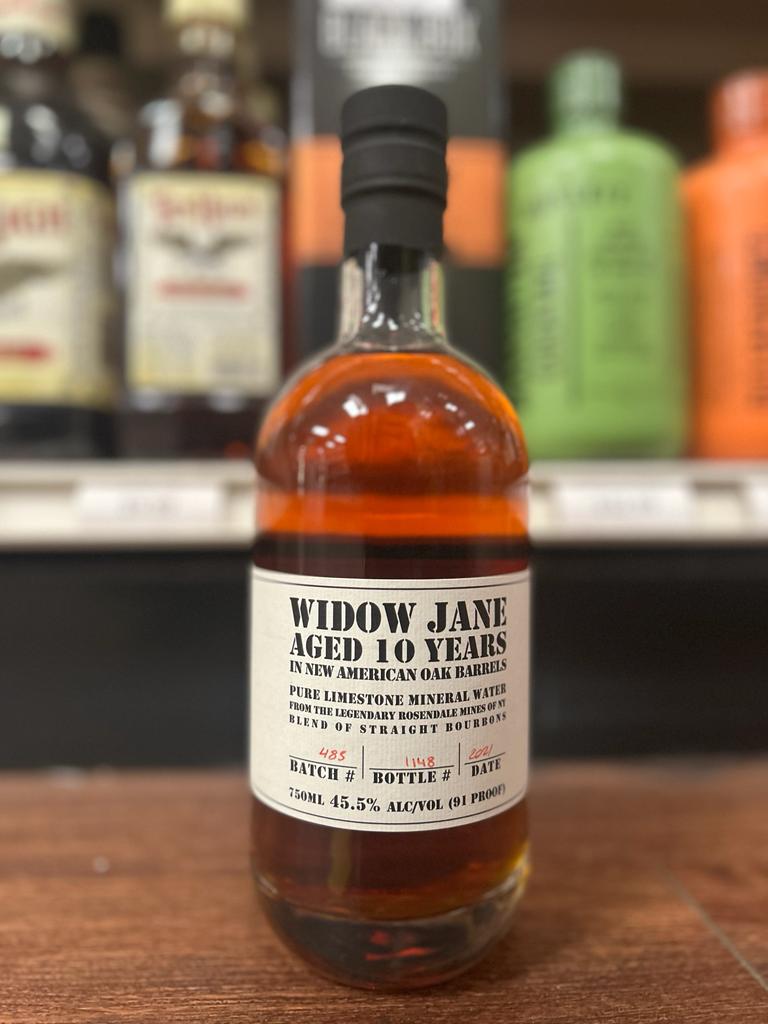 WIDOW JANE
AGED 10 YEARS
IN NEW AMERICAN OAK BARRELS
PURE LIMESTONE MINERAL WATER
FROM THE LEGENDARY ROSENDALE MINES OF NY
BLEND OF STRAIGHT BOURBONS
485 1148 2021
BATCH # BOTTLE # DATE
750ML 45.5% ALC/VOL (91 PROOF)